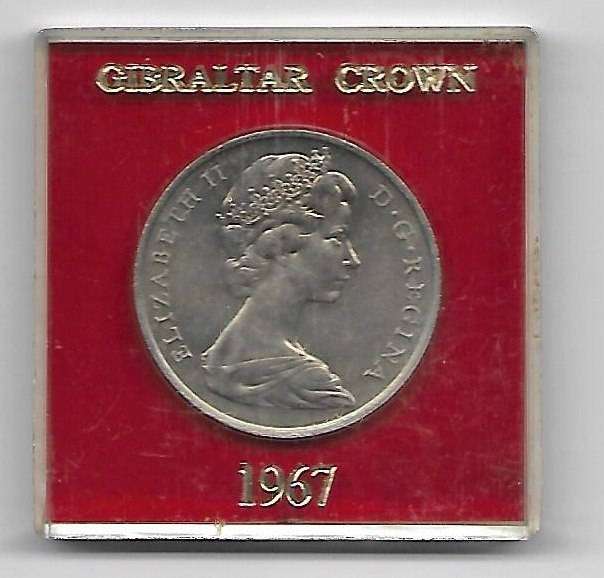 GIBRALTAR CROWN
ELIZABETH II
D·G·REGINA
1967